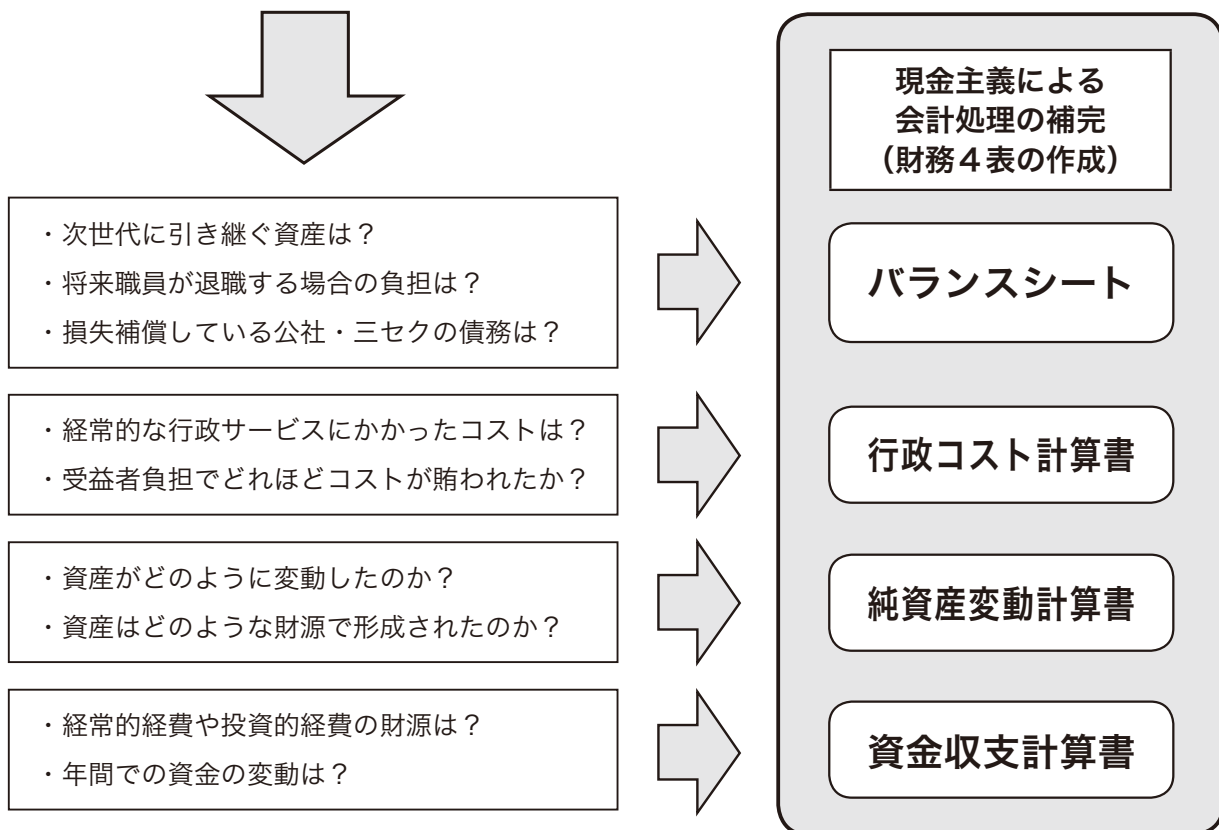 現金主義による
会計処理の補完
（財務４表の作成）
・次世代に引き継ぐ資産は？
・将来職員が退職する場合の負担は？
・損失補償している公社・三セクの債務は？
バランスシート
・経常的な行政サービスにかかったコストは？
・受益者負担でどれほどコストが賄われたか？
行政コスト計算書
・資産がどのように変動したのか？
・資産はどのような財源で形成されたのか？
純資産変動計算書
・経常的経費や投資的経費の財源は？
・年間での資金の変動は？
資金収支計算書